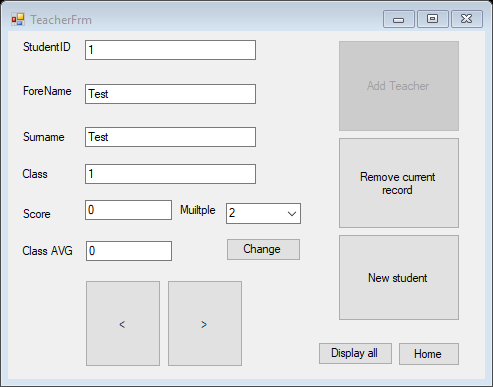 TeacherFrm
StudentID 1
Add Teacher
ForeName Test
Surname Test
Remove current
record
Class 1
Score 0 Muiltple 2
Class AVG 0 Change
New student
< >
Display all Home